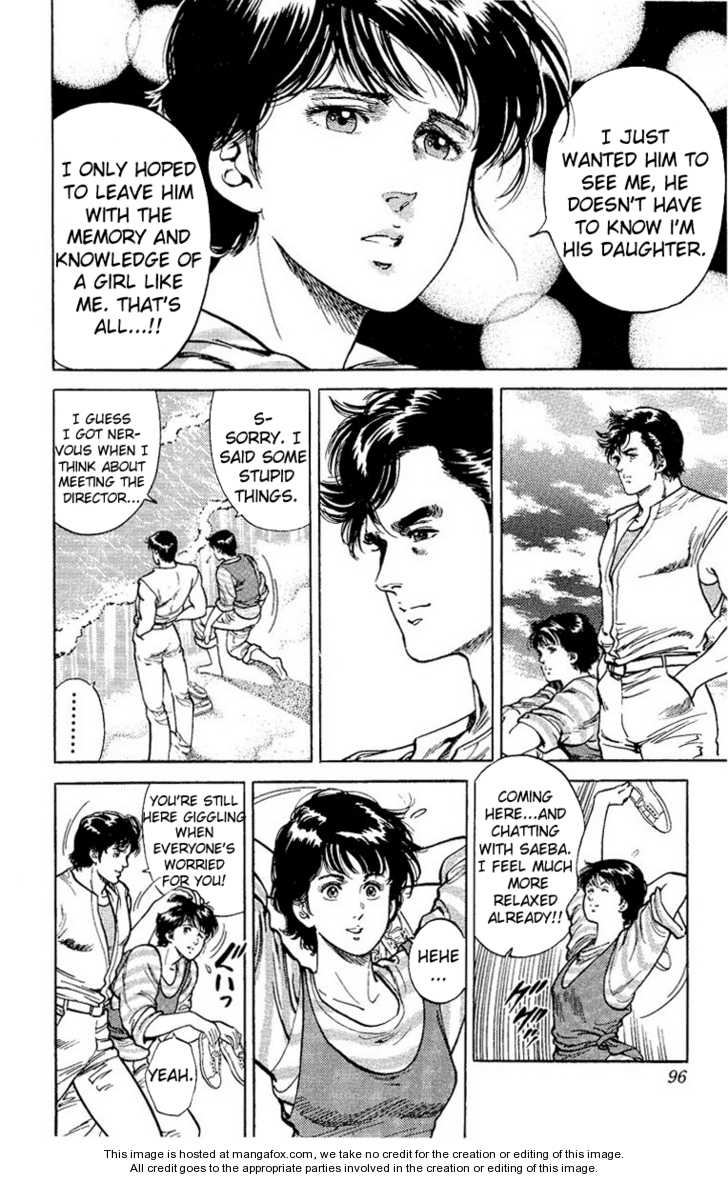 I JUST
WANTED HIM TO
SEE ME, HE
DOESN'T HAVE
TO KNOW I'M
HIS DAUGHTER.
I ONLY HOPED
TO LEAVE HIM
WITH THE
MEMORY AND
KNOWLEDGE OF
A GIRL LIKE
ME. THAT'S
ALL...!!
S-
SORRY. I
SAID SOME
STUPID
THINGS.
I GUESS
I GOT NER-
VOUS WHEN I
THINK ABOUT
MEETING THE
DIRECTOR...
........
COMING
HERE...AND
CHATTING
WITH SAEBA.
I FEEL MUCH
MORE
RELAXED
ALREADY!!
HEHE
...
YOU'RE STILL
HERE GIGGLING
WHEN
EVERYONE'S
WORRIED
FOR YOU!
ぐいっ
YEAH.
96
This image is hosted at mangafox.com, we take no credit for the creation or editing of this image.
All credit goes to the appropriate parties involved in the creation or editing of this image.